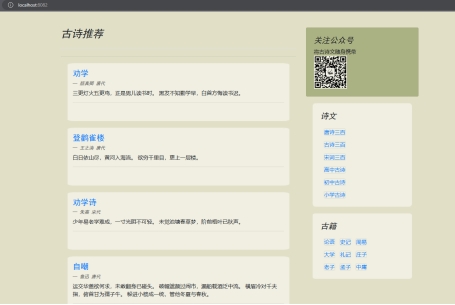 localhost:8080
古诗推荐
劝学
— 颜真卿 唐代
三更灯火五更鸡，正是男儿读书时。 黑发不知勤学早，白首方悔读书迟。
登鹳雀楼
— 王之涣 唐代
白日依山尽，黄河入海流。 欲穷千里目，更上一层楼。
劝学诗
— 朱熹 宋代
少年易老学难成，一寸光阴不可轻。 未觉池塘春草梦，阶前梧叶已秋声。
自嘲
— 鲁迅 近代
运交华盖欲何求，未敢翻身已碰头。 破帽遮颜过闹市，漏船载酒泛中流。 横眉冷对千夫
指，俯首甘为孺子牛。 躲进小楼成一统，管他冬夏与春秋。
关注公众号
由古诗文随身携带
诗文
唐诗三百
古诗三百
宋词三百
高中古诗
初中古诗
小学古诗
古籍
论语 史记 周易
大学 礼记 庄子
老子 孟子 中庸